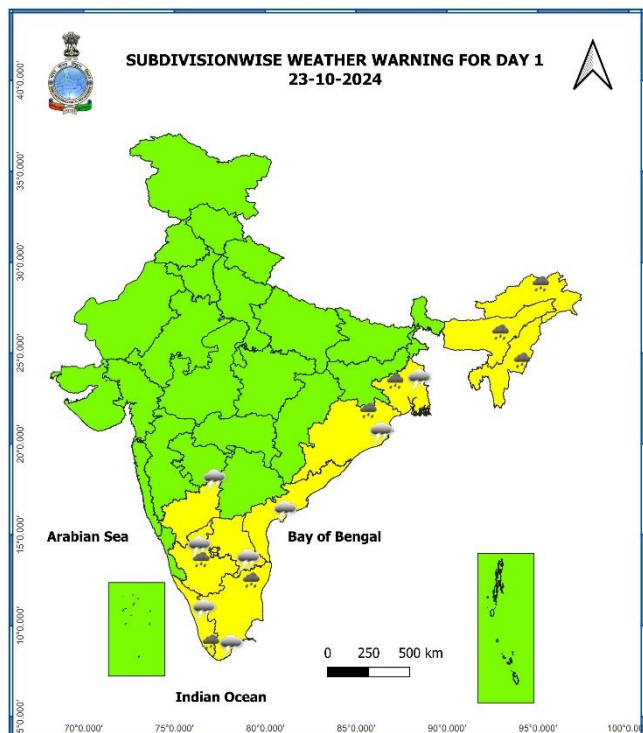 SUBDIVISIONWISE WEATHER WARNING FOR DAY 1
23-10-2024
40°0.000'
35°0.000'
30°0.000'
25°0.000'
20°0.000'
Arabian Sea
Bay of Bengal
15°0.000'
10°0.000'
0 250 500 km
Indian Ocean
5°0.000'
70°0.000' 75°0.000' 80°0.000' 85°0.000' 90°0.000' 95°0.000' 100°0.000'